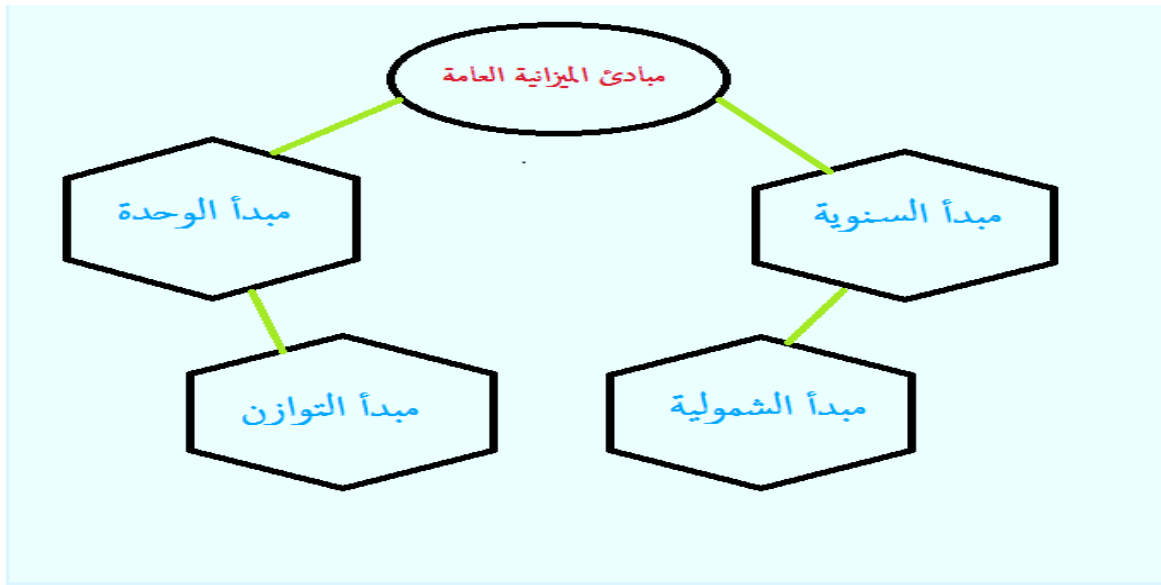 مبادئ الميزانية العامة
مبدأ السنوية
مبدأ الوحدة
مبدأ الشمولية
مبدأ التوازن